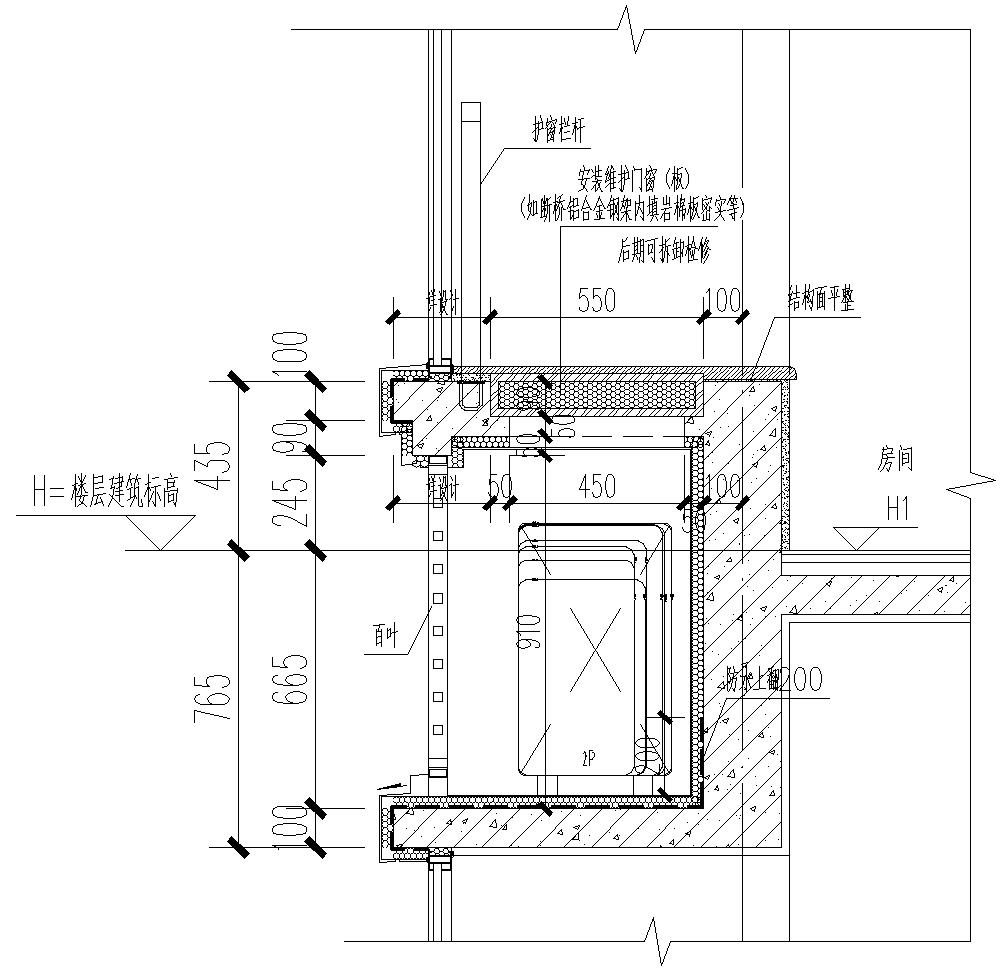 护窗栏杆
安装维护门窗(板)
(如断桥铝合金钢架内填岩棉板密实等)
后期可拆卸检修
详设计
550
100
结构面平整
100
90
435
245
50
H=楼层建筑标高
详设计
50
450
100
房间
H1
百叶
910
665
765
防水上翻200
2P
100